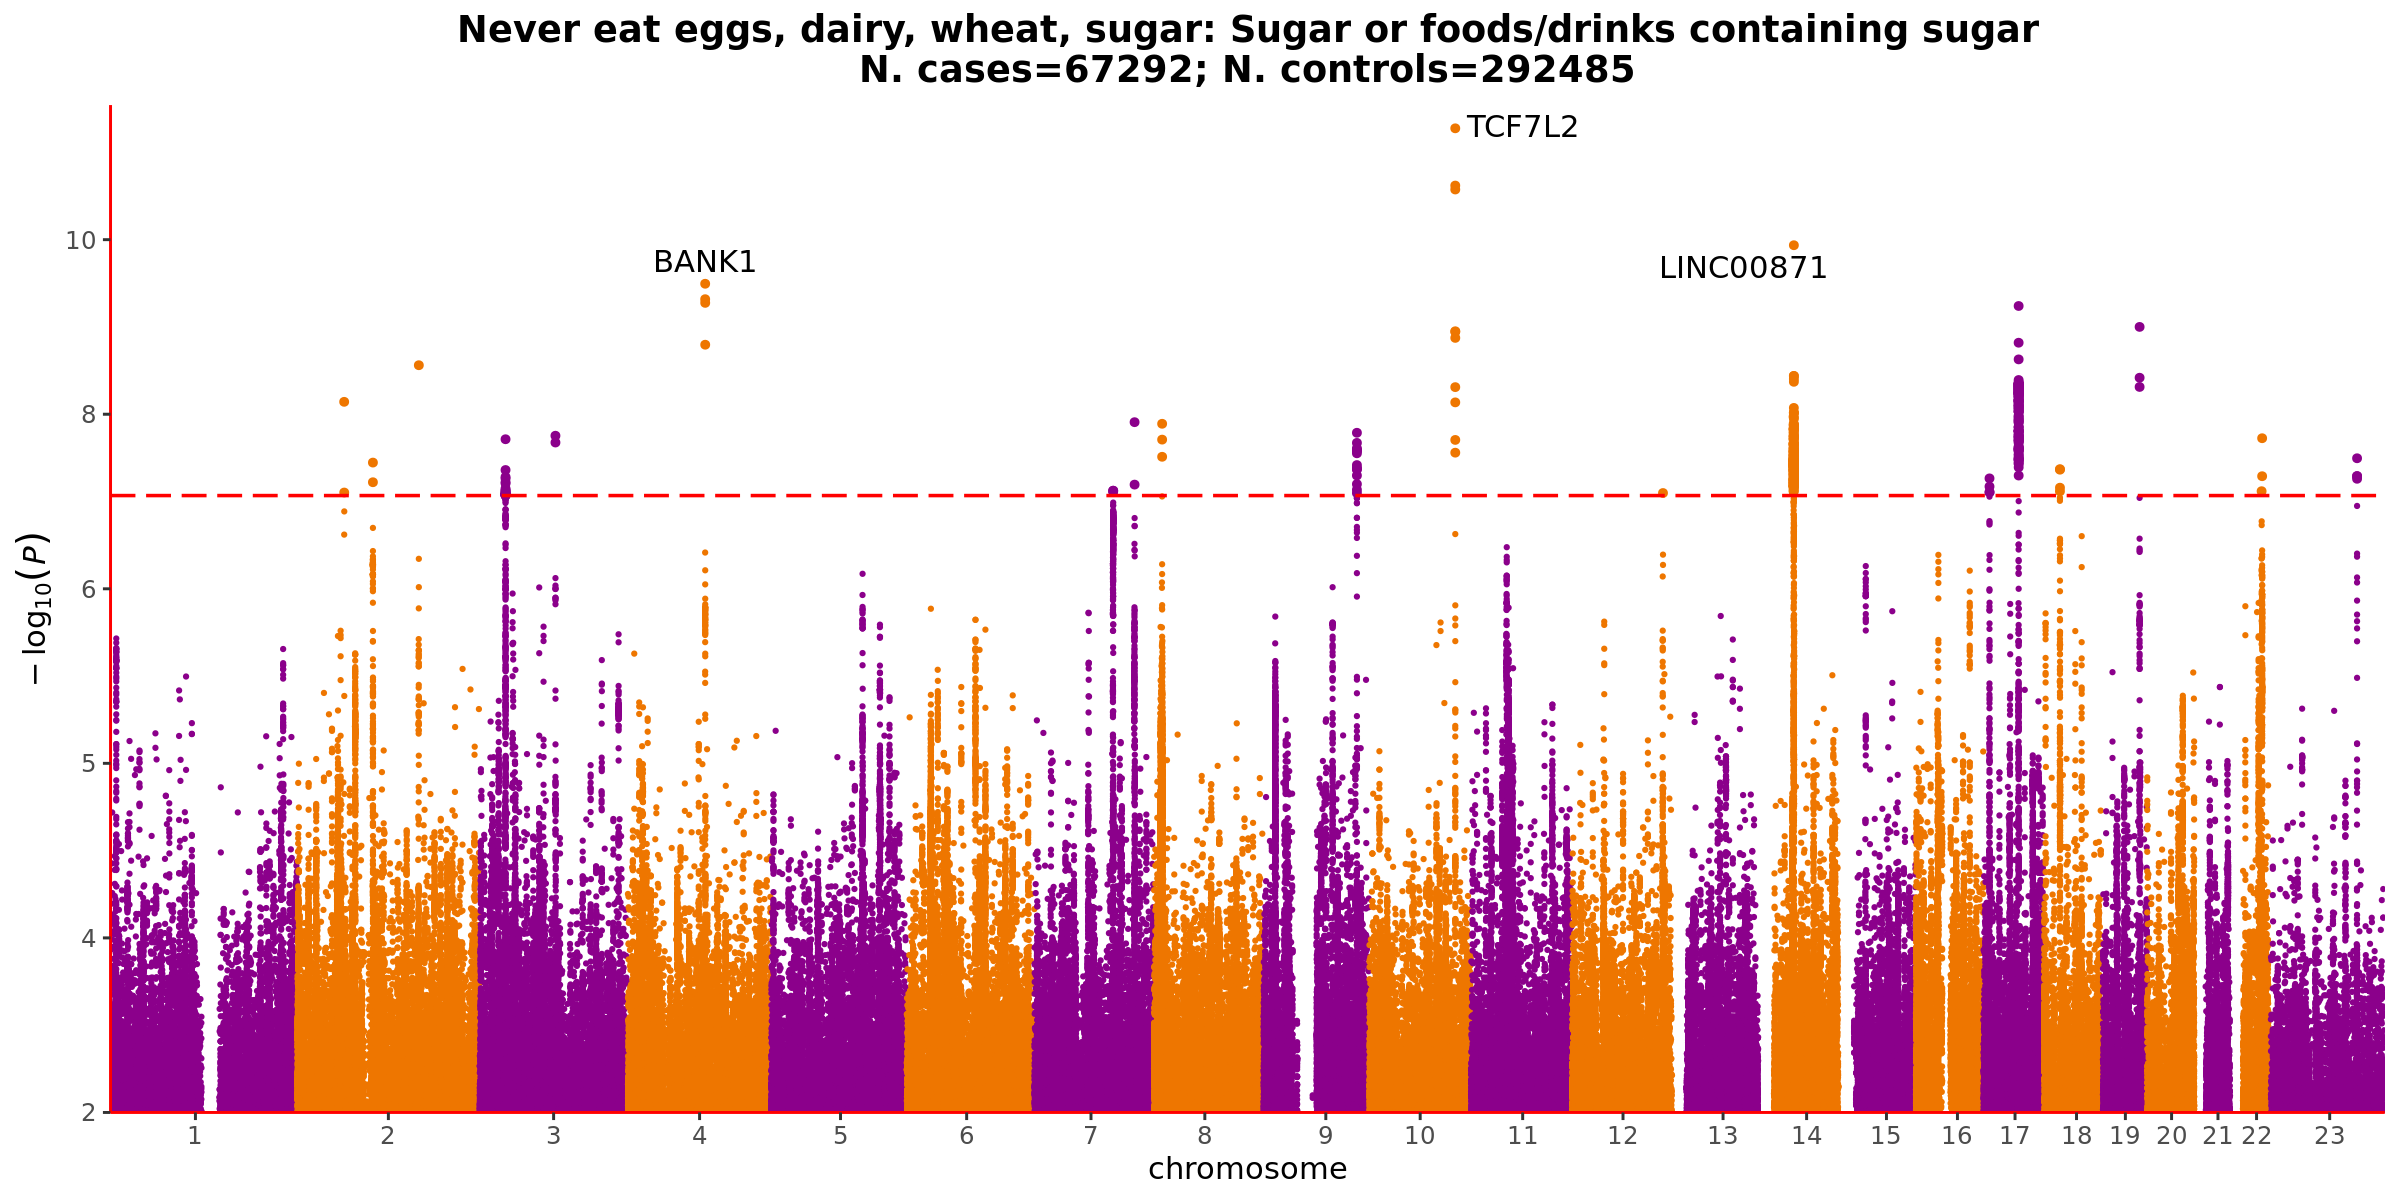 Never eat eggs, dairy, wheat, sugar: Sugar or foods/drinks containing sugar
N. cases=67292; N. controls=292485
TCF7L2
BANK1
LINC00871
10
8
6
5
4
2
−log10(P)
1 2 3 4 5 6 7 8 9 10 11 12 13 14 15 16 17 18 19 20 21 22 23
chromosome